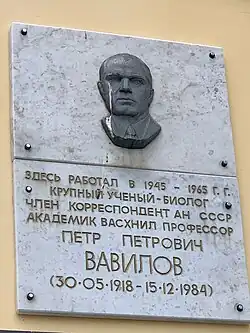 ЗДЕСЬ РАБОТАЛ В 1945 - 1965 Г. Г.
КРУПНЫЙ УЧЕНЫЙ-БИОЛОГ
ЧЛЕН КОРРЕСПОНДЕНТ АН СССР
АКАДЕМИК ВАСХНИЛ ПРОФЕССОР
ПЕТР ПЕТРОВИЧ
ВАВИЛОВ
(30·05·1918-15·12·1984)